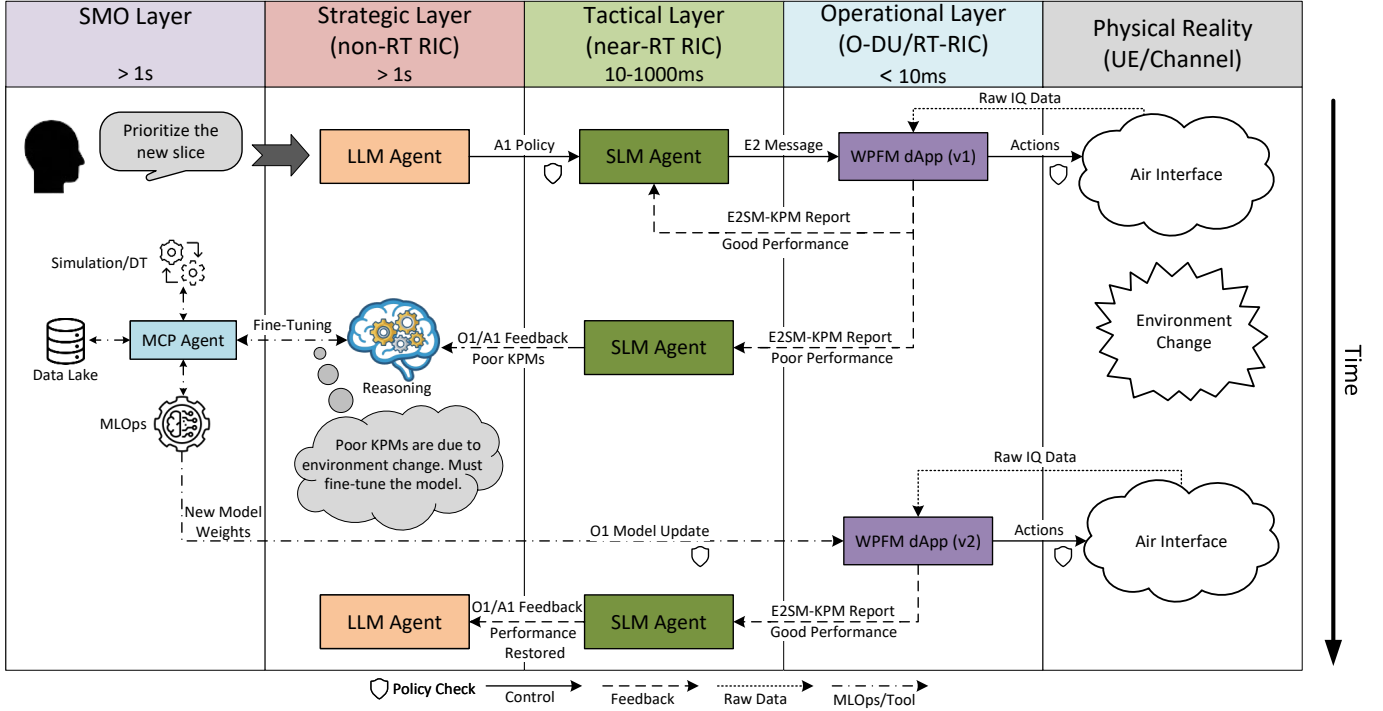 SMO Layer
> 1s
Strategic Layer
(non-RT RIC)
> 1s
Tactical Layer
(near-RT RIC)
10-1000ms
Operational Layer
(O-DU/RT-RIC)
< 10ms
Physical Reality
(UE/Channel)
Prioritize the
new slice
LLM Agent
A1 Policy
SLM Agent
E2 Message
WPFM dApp (v1)
Raw IQ Data
Actions
Air Interface
E2SM-KPM Report
Good Performance
Simulation/DT
Data Lake
MCP Agent
MLOps
Fine-Tuning
Reasoning
O1/A1 Feedback
Poor KPMs
SLM Agent
E2SM-KPM Report
Poor Performance
Environment
Change
Time
Poor KPMs are due to
environment change. Must
fine-tune the model.
New Model
Weights
O1 Model Update
WPFM dApp (v2)
Raw IQ Data
Actions
Air Interface
LLM Agent
O1/A1 Feedback
Performance
Restored
SLM Agent
E2SM-KPM Report
Good Performance
Policy Check
Control
Feedback
Raw Data
MLOps/Tool